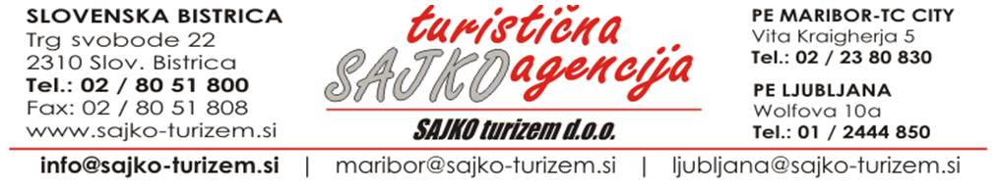 SLOVENSKA BISTRICA
Trg svobode 22
2310 Slov. Bistrica
Tel.: 02 / 80 51 800
Fax: 02 / 80 51 808
www.sajko-turizem.si
turistična
SAJKO agencija
SAJKO turizem d.o.o.
PE MARIBOR-TC CITY
Vita Kraigherja 5
Tel.: 02 / 23 80 830
PE LJUBLJANA
Wolfova 10a
Tel.: 01 / 2444 850
info@sajko-turizem.si | maribor@sajko-turizem.si | ljubljana@sajko-turizem.si